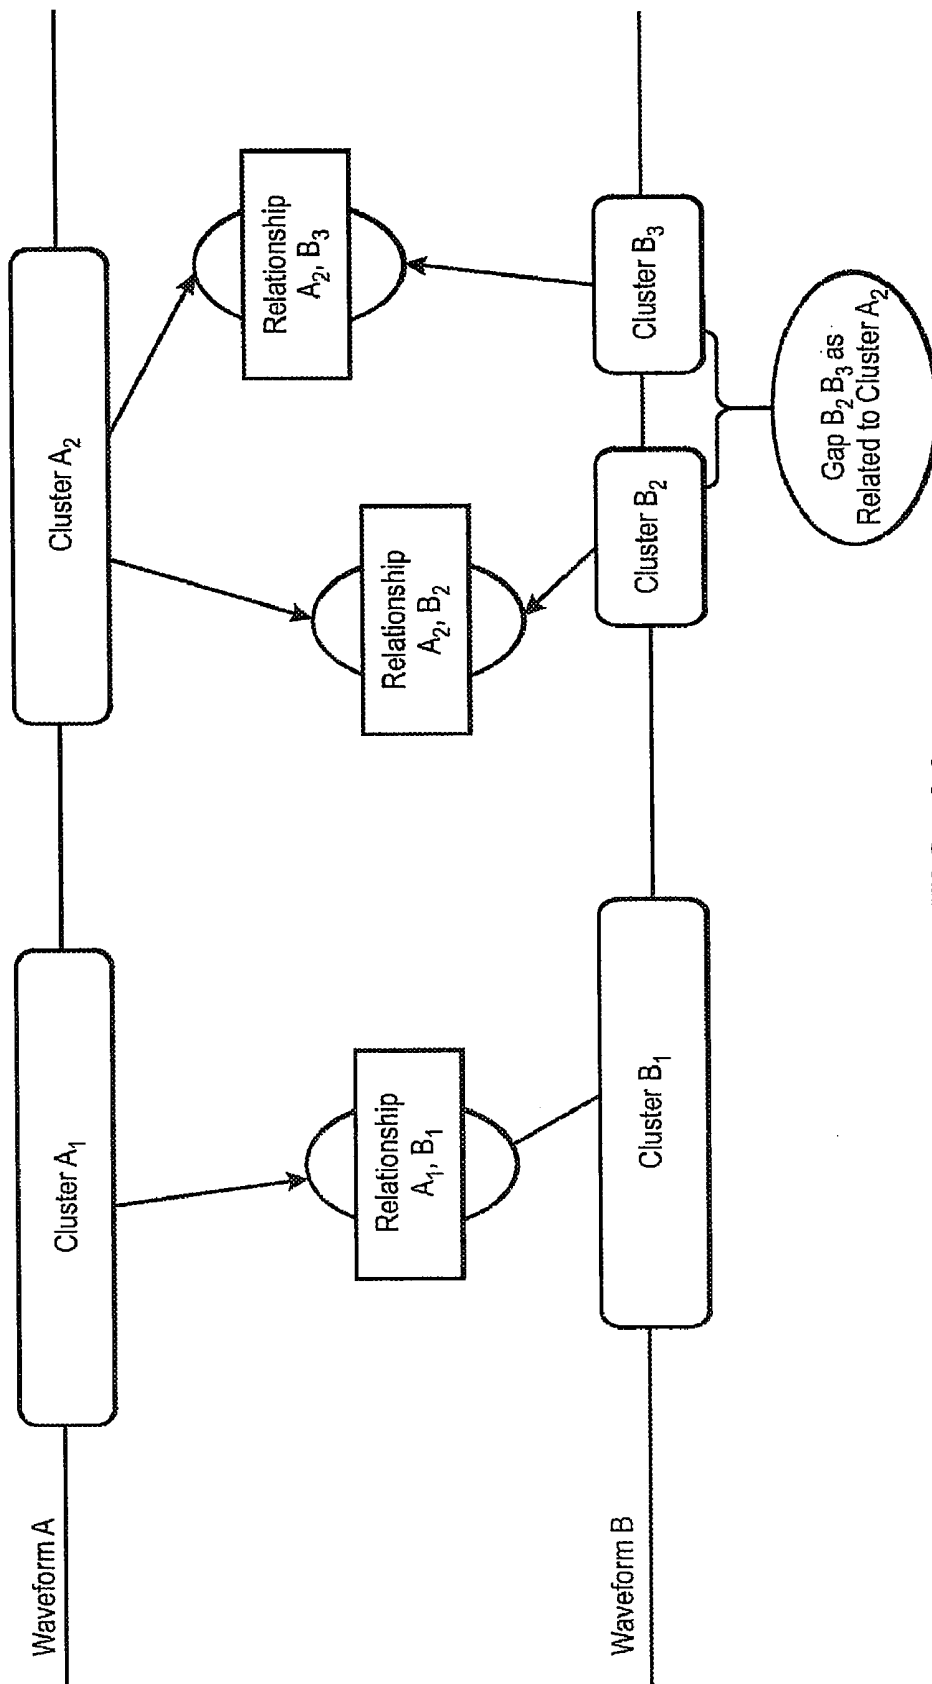 Waveform A
Cluster A₁
Cluster A₂
Relationship
A₁, B₁
Relationship
A₂, B₂
Relationship
A₂, B₃
Waveform B
Cluster B₁
Cluster B₂
Cluster B₃
Gap B₂ B₃ as
Related to Cluster A₂